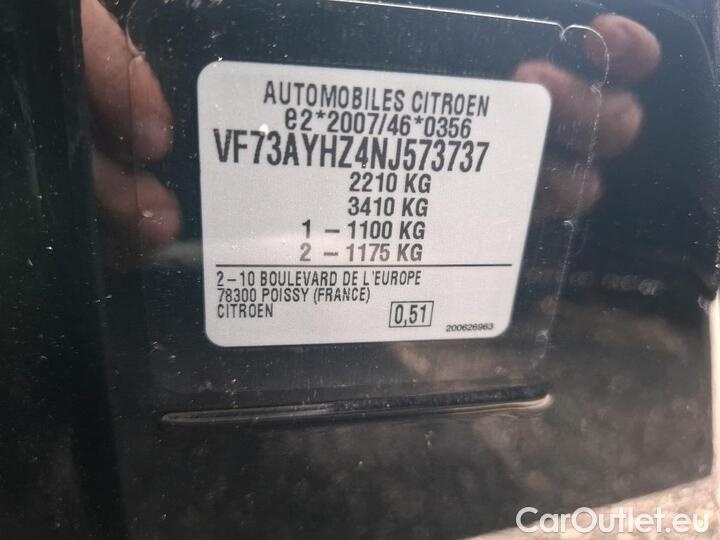 AUTOMOBILES CITROEN
e2*2007/46*0356
VF73AYHZ4NJ573737
2210 KG
3410 KG
1 - 1100 KG
2 - 1175 KG
2-10 BOULEVARD DE L'EUROPE
78300 POISSY (FRANCE)
CITROEN
0,51
200626963
CarOutlet.eu